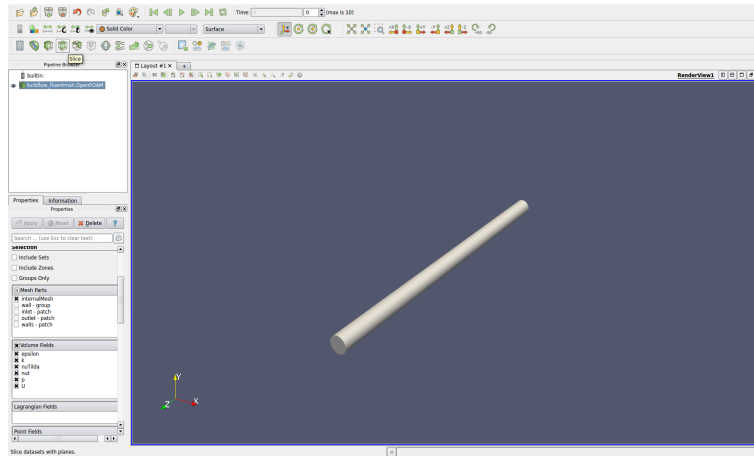 Time: 0 (max is 10)
Solid Color Surface
Slice
Pipeline Browser
builtin:
turbflow_fluentmsh.OpenFOAM
Layout #1 × +
3D
RenderView1
Properties Information
Properties
Apply Reset Delete ?
Search ... (use Esc to clear text)
Selection
Include Sets
Include Zones
Groups Only
Mesh Parts
internalMesh
wall - group
inlet - patch
outlet - patch
walls - patch
Volume Fields
epsilon
k
nuTilda
nut
p
U
Lagrangian Fields
Point Fields
Y
Z X
Slice datasets with planes.